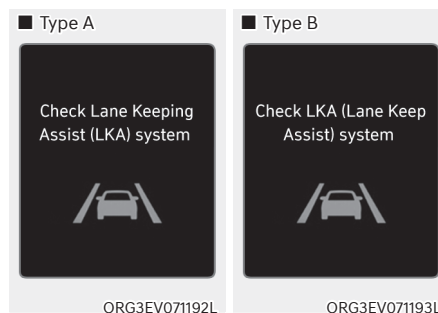 ■ Type A
Check Lane Keeping
Assist (LKA) system
ORG3EV071192L
■ Type B
Check LKA (Lane Keep
Assist) system
ORG3EV071193L